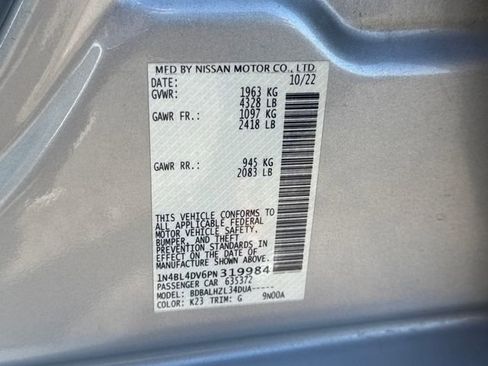 MFD BY NISSAN MOTOR CO., LTD.
DATE: 10/22
GVWR: 1963 KG
4328 LB
GAWR FR.: 1097 KG
2418 LB
GAWR RR.: 945 KG
2083 LB
THIS VEHICLE CONFORMS TO
ALL APPLICABLE FEDERAL
MOTOR VEHICLE SAFETY,
BUMPER, AND THEFT
PREVENTION STANDARDS IN
EFFECT ON THE DATE OF
MANUFACTURE SHOWN ABOVE.
1N4BL4DV6PN319984
PASSENGER CAR 635372
MODEL: BDBALHZL34DUA-----
COLOR: K23 TRIM: G 9N00A